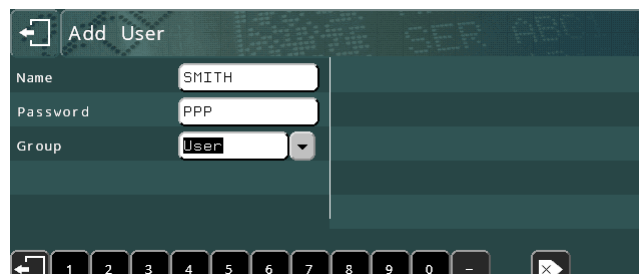 Add User
Name SMITH
Password PPP
Group User
1 2 3 4 5 6 7 8 9 0 -